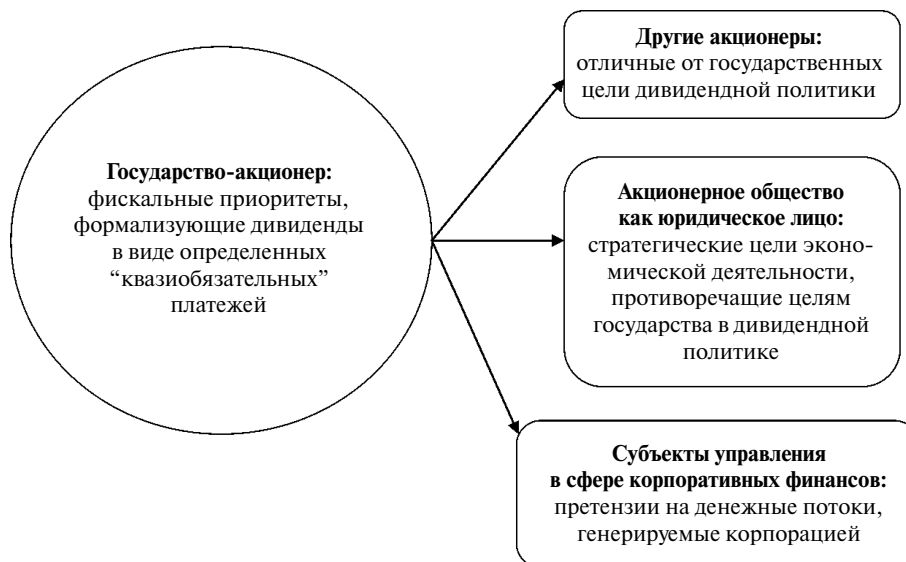 Государство-акционер:
фискальные приоритеты,
формализующие дивиденды
в виде определенных
“квазиобязательных”
платежей
Другие акционеры:
отличные от государственных
цели дивидендной политики
Акционерное общество
как юридическое лицо:
стратегические цели эконо-
мической деятельности,
противоречащие целям
государства в дивидендной
политике
Субъекты управления
в сфере корпоративных финансов:
претензии на денежные потоки,
генерируемые корпорацией